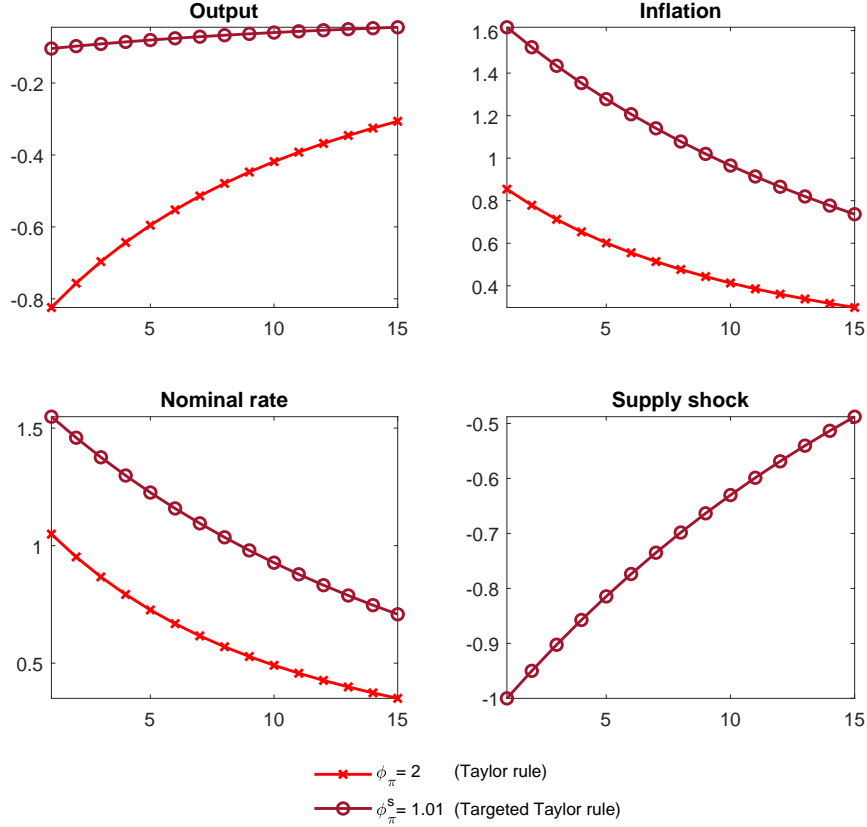 Output
-0.2
-0.4
-0.6
-0.8
5 10 15
Inflation
1.6
1.4
1.2
1
0.8
0.6
0.4
5 10 15
Nominal rate
1.5
1
0.5
5 10 15
Supply shock
-0.5
-0.6
-0.7
-0.8
-0.9
-1
5 10 15
ϕ_π = 2 (Taylor rule)
ϕ_π^s = 1.01 (Targeted Taylor rule)